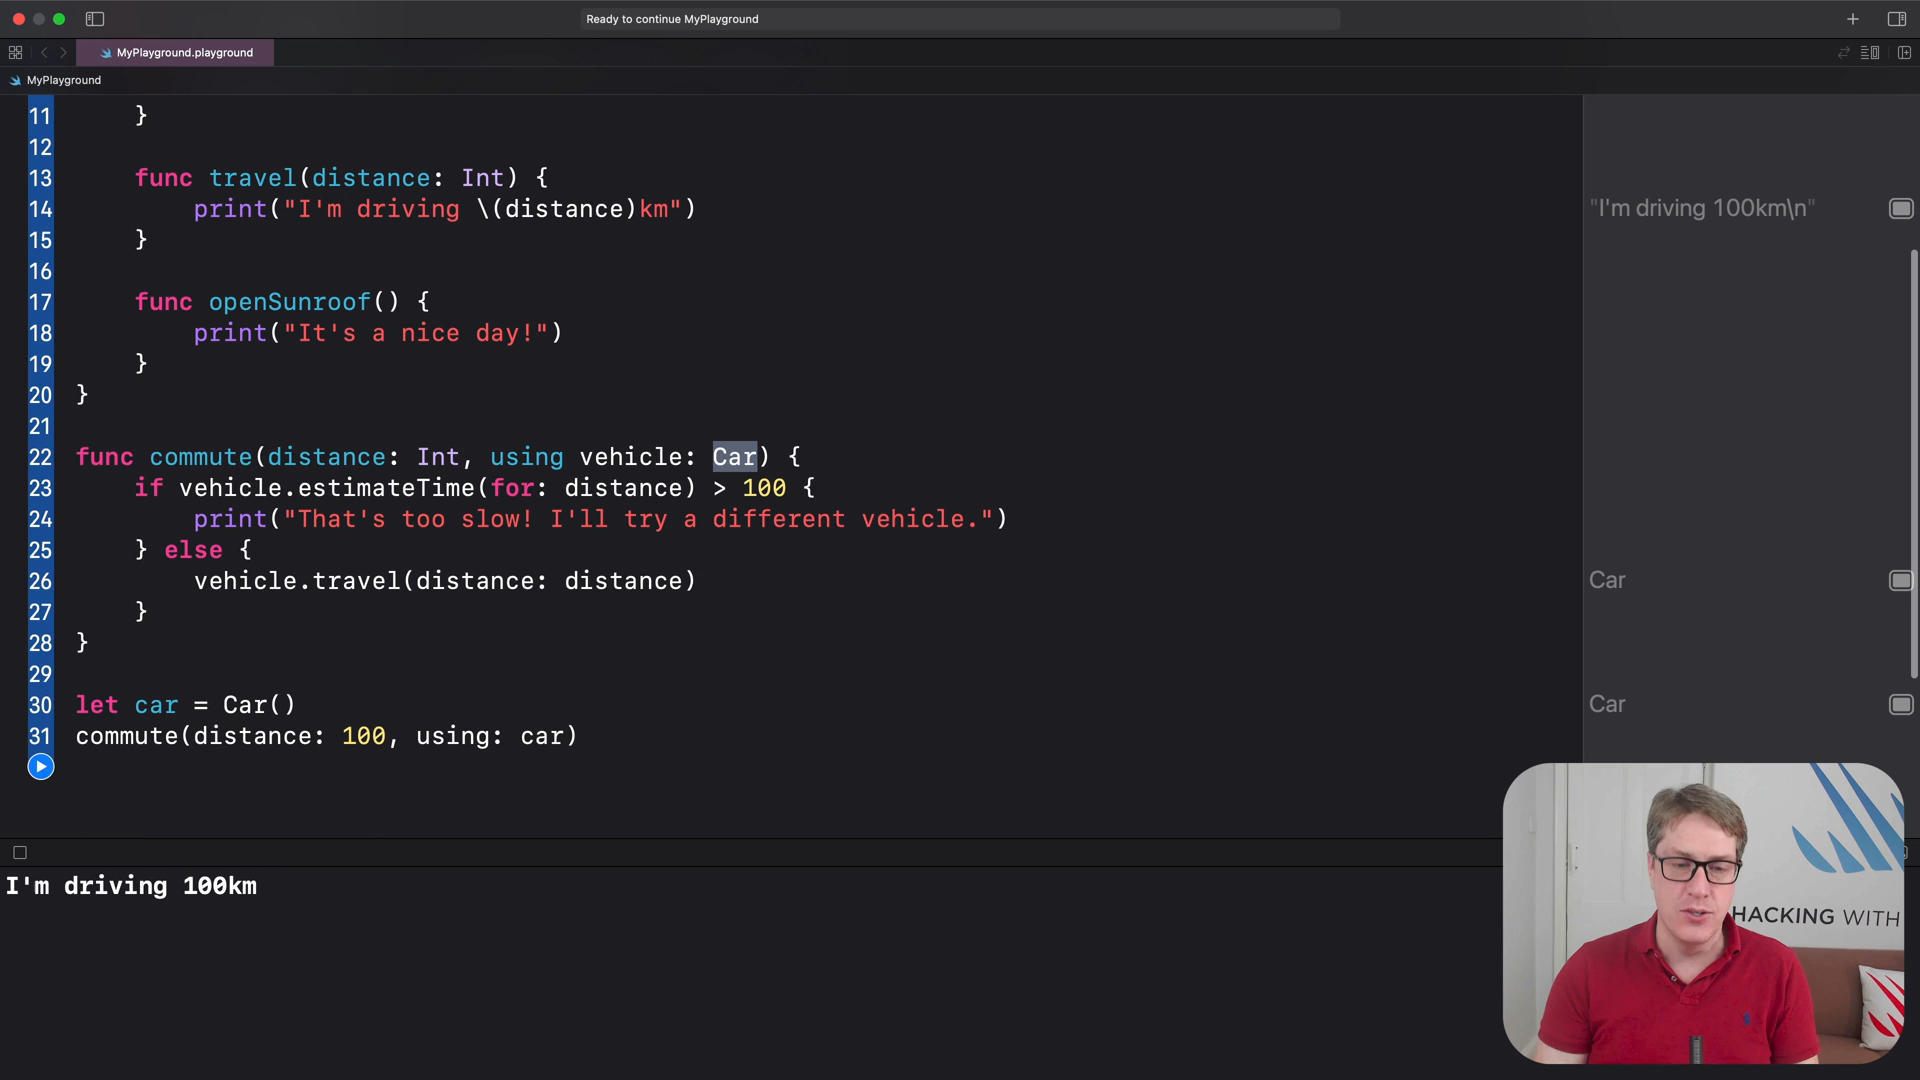 Ready to continue MyPlayground
MyPlayground.playground
MyPlayground
11 }
12
13 func travel(distance: Int) {
14 print("I'm driving \(distance)km")
"I'm driving 100km\n"
15 }
16
17 func openSunroof() {
18 print("It's a nice day!")
19 }
20 }
21
22 func commute(distance: Int, using vehicle: Car) {
23 if vehicle.estimateTime(for: distance) > 100 {
24 print("That's too slow! I'll try a different vehicle.")
25 } else {
26 vehicle.travel(distance: distance)
Car
27 }
28 }
29
30 let car = Car()
Car
31 commute(distance: 100, using: car)
I'm driving 100km
HACKING WITH